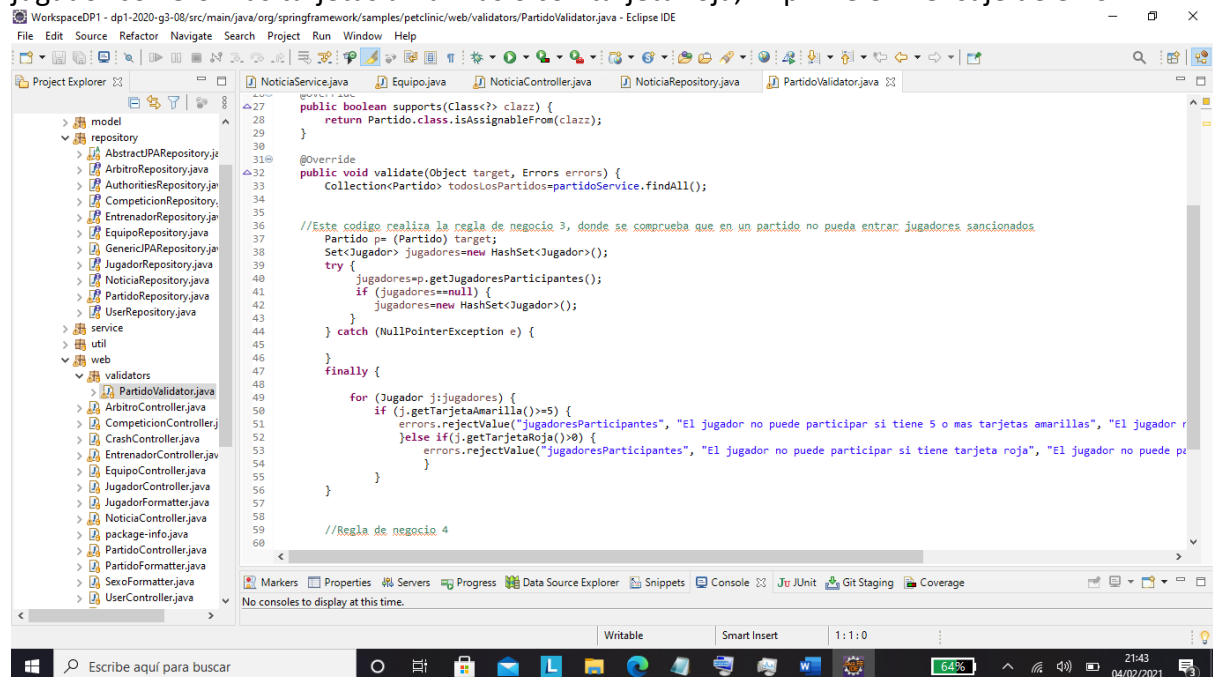 WorkspaceDP1 - dp1-2020-g3-08/src/main/java/org/springframework/samples/petclinic/web/validators/PartidoValidator.java - Eclipse IDE
File Edit Source Refactor Navigate Search Project Run Window Help
Project Explorer
NoticiaService.java Equipo.java NoticiaController.java NoticiaRepository.java PartidoValidator.java
model
repository
AbstractJPARepository.ja
ArbitroRepository.java
AuthoritiesRepository.jav
CompeticionRepository.
EntrenadorRepository.jav
EquipoRepository.java
GenericJPARepository.jav
JugadorRepository.java
NoticiaRepository.java
PartidoRepository.java
UserRepository.java
service
util
web
validators
PartidoValidator.java
ArbitroController.java
CompeticionController.j
CrashController.java
EntrenadorController.jav
EquipoController.java
JugadorController.java
JugadorFormatter.java
NoticiaController.java
package-info.java
PartidoController.java
PartidoFormatter.java
SexoFormatter.java
UserController.java
27 public boolean supports(Class<?> clazz) {
28 return Partido.class.isAssignableFrom(clazz);
29 }
30
31 @Override
32 public void validate(Object target, Errors errors) {
33 Collection<Partido> todosLosPartidos=partidoService.findAll();
34
35
36 //Este codigo realiza la regla de negocio 3, donde se comprueba que en un partido no pueda entrar jugadores sancionados
37 Partido p= (Partido) target;
38 Set<Jugador> jugadores=new HashSet<Jugador>();
39 try {
40 jugadores=p.getJugadoresParticipantes();
41 if (jugadores==null) {
42 jugadores=new HashSet<Jugador>();
43 }
44 } catch (NullPointerException e) {
45
46 }
47 finally {
48
49 for (Jugador j:jugadores) {
50 if (j.getTarjetaAmarilla()>=5) {
51 errors.rejectValue("jugadoresParticipantes", "El jugador no puede participar si tiene 5 o mas tarjetas amarillas", "El jugador n
52 }else if(j.getTarjetaRoja()>0) {
53 errors.rejectValue("jugadoresParticipantes", "El jugador no puede participar si tiene tarjeta roja", "El jugador no puede pa
54 }
55 }
56 }
57
58
59 //Regla de negocio 4
60
Markers Properties Servers Progress Data Source Explorer Snippets Console JUnit Git Staging Coverage
No consoles to display at this time.
Writable Smart Insert 1 : 1 : 0
Escribe aquí para buscar
64%
21:43
04/02/2021
3